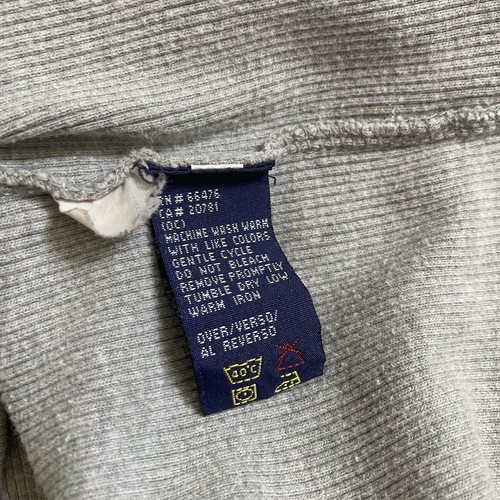 RN# 66476
CA# 20781
(OC)
MACHINE WASH WARM
WITH LIKE COLORS
GENTLE CYCLE
DO NOT BLEACH
REMOVE PROMPTLY
TUMBLE DRY LOW
WARM IRON
OVER/VERSO/
AL REVERSO
40°C